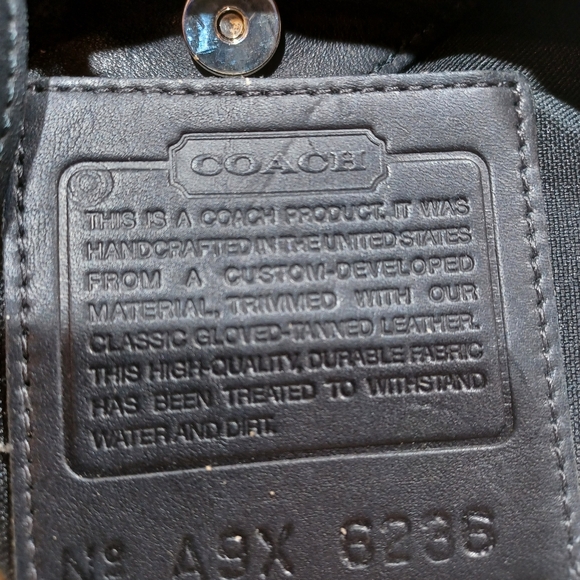 COACH
THIS IS A COACH PRODUCT. IT WAS
HANDCRAFTED IN THE UNITED STATES
FROM A CUSTOM-DEVELOPED
MATERIAL, TRIMMED WITH OUR
CLASSIC GLOVED-TANNED LEATHER.
THIS HIGH-QUALITY, DURABLE FABRIC
HAS BEEN TREATED TO WITHSTAND
WATER AND DIRT.
Nº A9X 6236